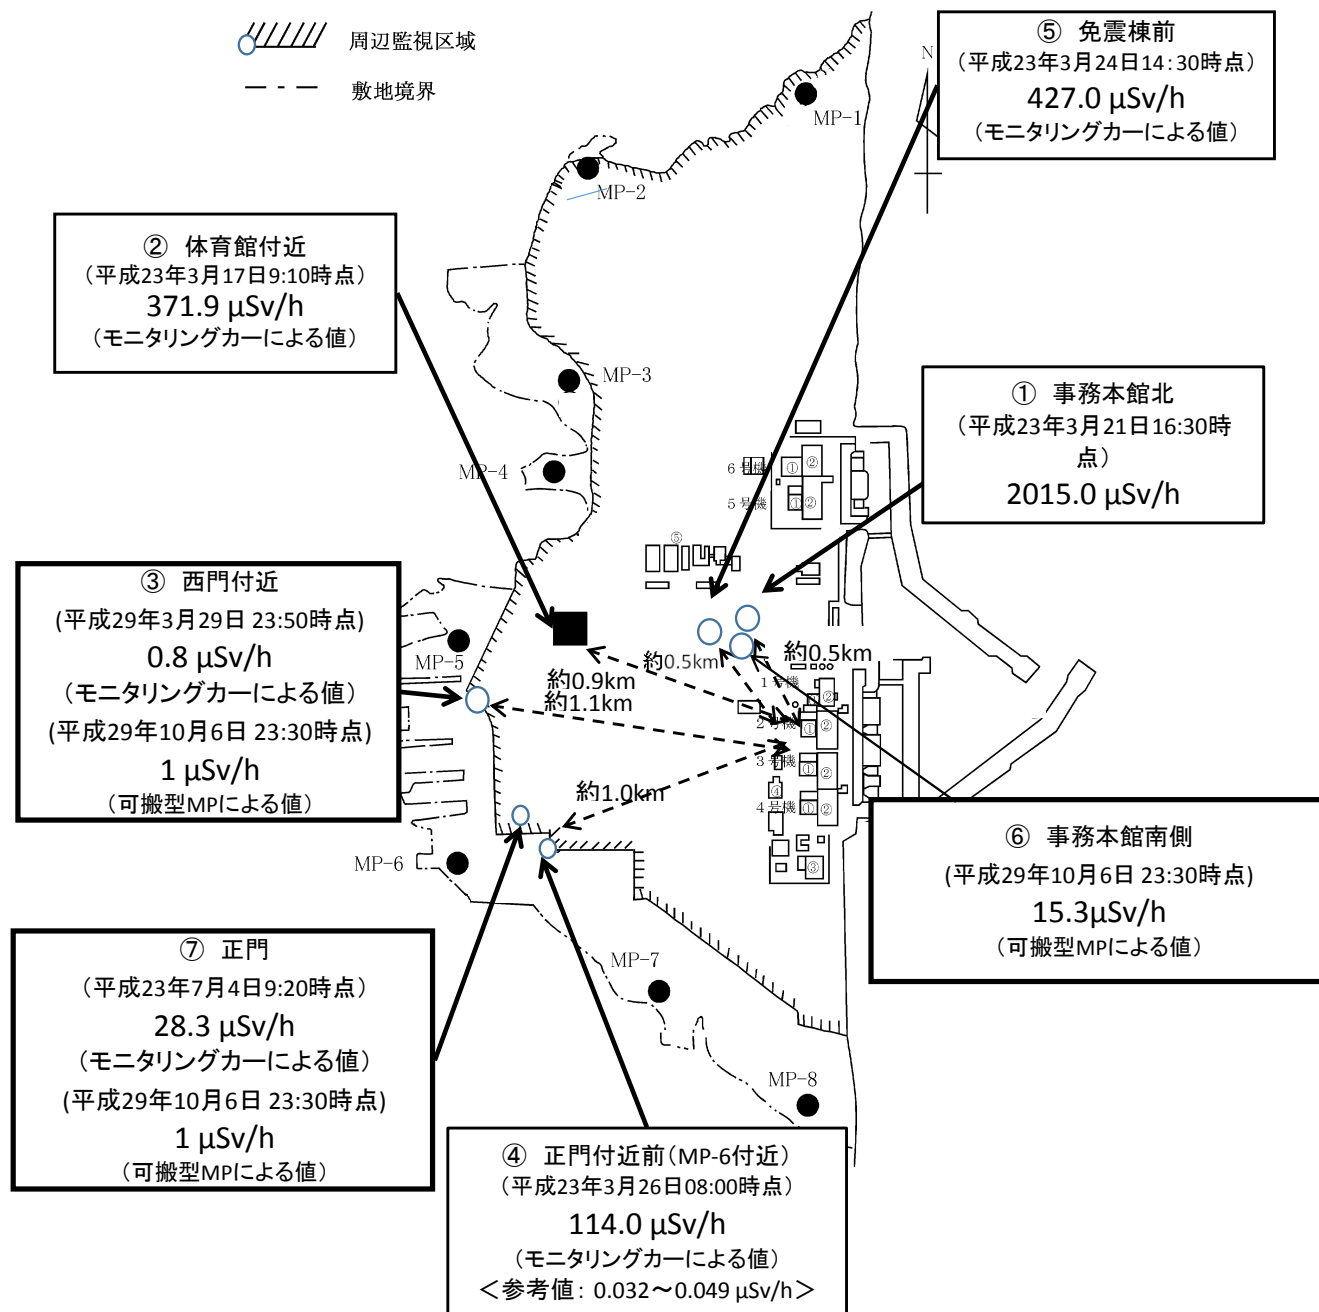 周辺監視区域
敷地境界
⑤ 免震棟前
（平成23年3月24日14：30時点）
427.0 μSv/h
（モニタリングカーによる値）
N
MP-1
MP-2
② 体育館付近
（平成23年3月17日9:10時点）
371.9 μSv/h
（モニタリングカーによる値）
MP-3
① 事務本館北
（平成23年3月21日16:30時
点）
2015.0 μSv/h
MP-4
6号機
①
②
5号機
①
②
⑤
③ 西門付近
(平成29年3月29日 23:50時点)
0.8 μSv/h
（モニタリングカーによる値）
(平成29年10月6日 23:30時点)
1 μSv/h
（可搬型MPによる値）
MP-5
約0.5km
約0.5km
約0.9km
約1.1km
1号機
②
2号機
①
②
3号機
①
②
④
4号機
①
②
③
約1.0km
MP-6
⑥ 事務本館南側
(平成29年10月6日 23:30時点)
15.3μSv/h
（可搬型MPによる値）
⑦ 正門
（平成23年7月4日9:20時点）
28.3 μSv/h
（モニタリングカーによる値）
(平成29年10月6日 23:30時点)
1 μSv/h
（可搬型MPによる値）
MP-7
MP-8
④ 正門付近前（MP-6付近）
（平成23年3月26日08:00時点）
114.0 μSv/h
（モニタリングカーによる値）
＜参考値： 0.032～0.049 μSv/h＞